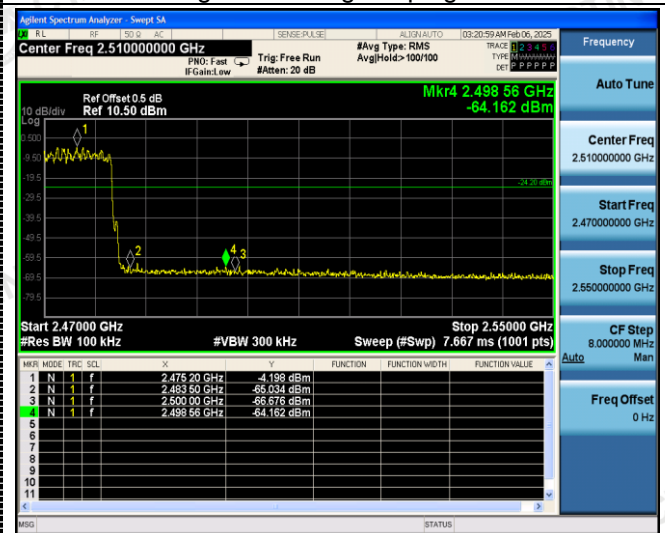 Agilent Spectrum Analyzer - Swept SA
RL RF 50 Ω AC SENSE:PULSE ALIGN AUTO 03:20:59 AM Feb 06, 2025
Center Freq 2.510000000 GHz
PNO: Fast
IFGain:Low
Trig: Free Run
#Atten: 20 dB
#Avg Type: RMS
Avg|Hold>100/100
TRACE 1 2 3 4 5 6
TYPE M
DET P P P P P P
Frequency
Auto Tune
Center Freq
2.510000000 GHz
Start Freq
2.470000000 GHz
Stop Freq
2.550000000 GHz
CF Step
8.000000 MHz
Auto Man
Freq Offset
0 Hz
Ref Offset 0.5 dB
10 dB/div Ref 10.50 dBm
Log
Mkr4 2.498 56 GHz
-64.162 dBm
0.500
-9.50
-19.5
-29.5
-39.5
-49.5
-59.5
-69.5
-79.5
1
2
4
3
-24.20 dBm
Start 2.47000 GHz Stop 2.55000 GHz
#Res BW 100 kHz #VBW 300 kHz Sweep (#Swp) 7.667 ms (1001 pts)
MKR MODE TRC SCL X Y FUNCTION FUNCTION WIDTH FUNCTION VALUE
1 N 1 f 2.475 20 GHz -4.198 dBm
2 N 1 f 2.483 50 GHz -65.034 dBm
3 N 1 f 2.500 00 GHz -66.676 dBm
4 N 1 f 2.498 56 GHz -64.162 dBm
5
6
7
8
9
10
11
MSG STATUS